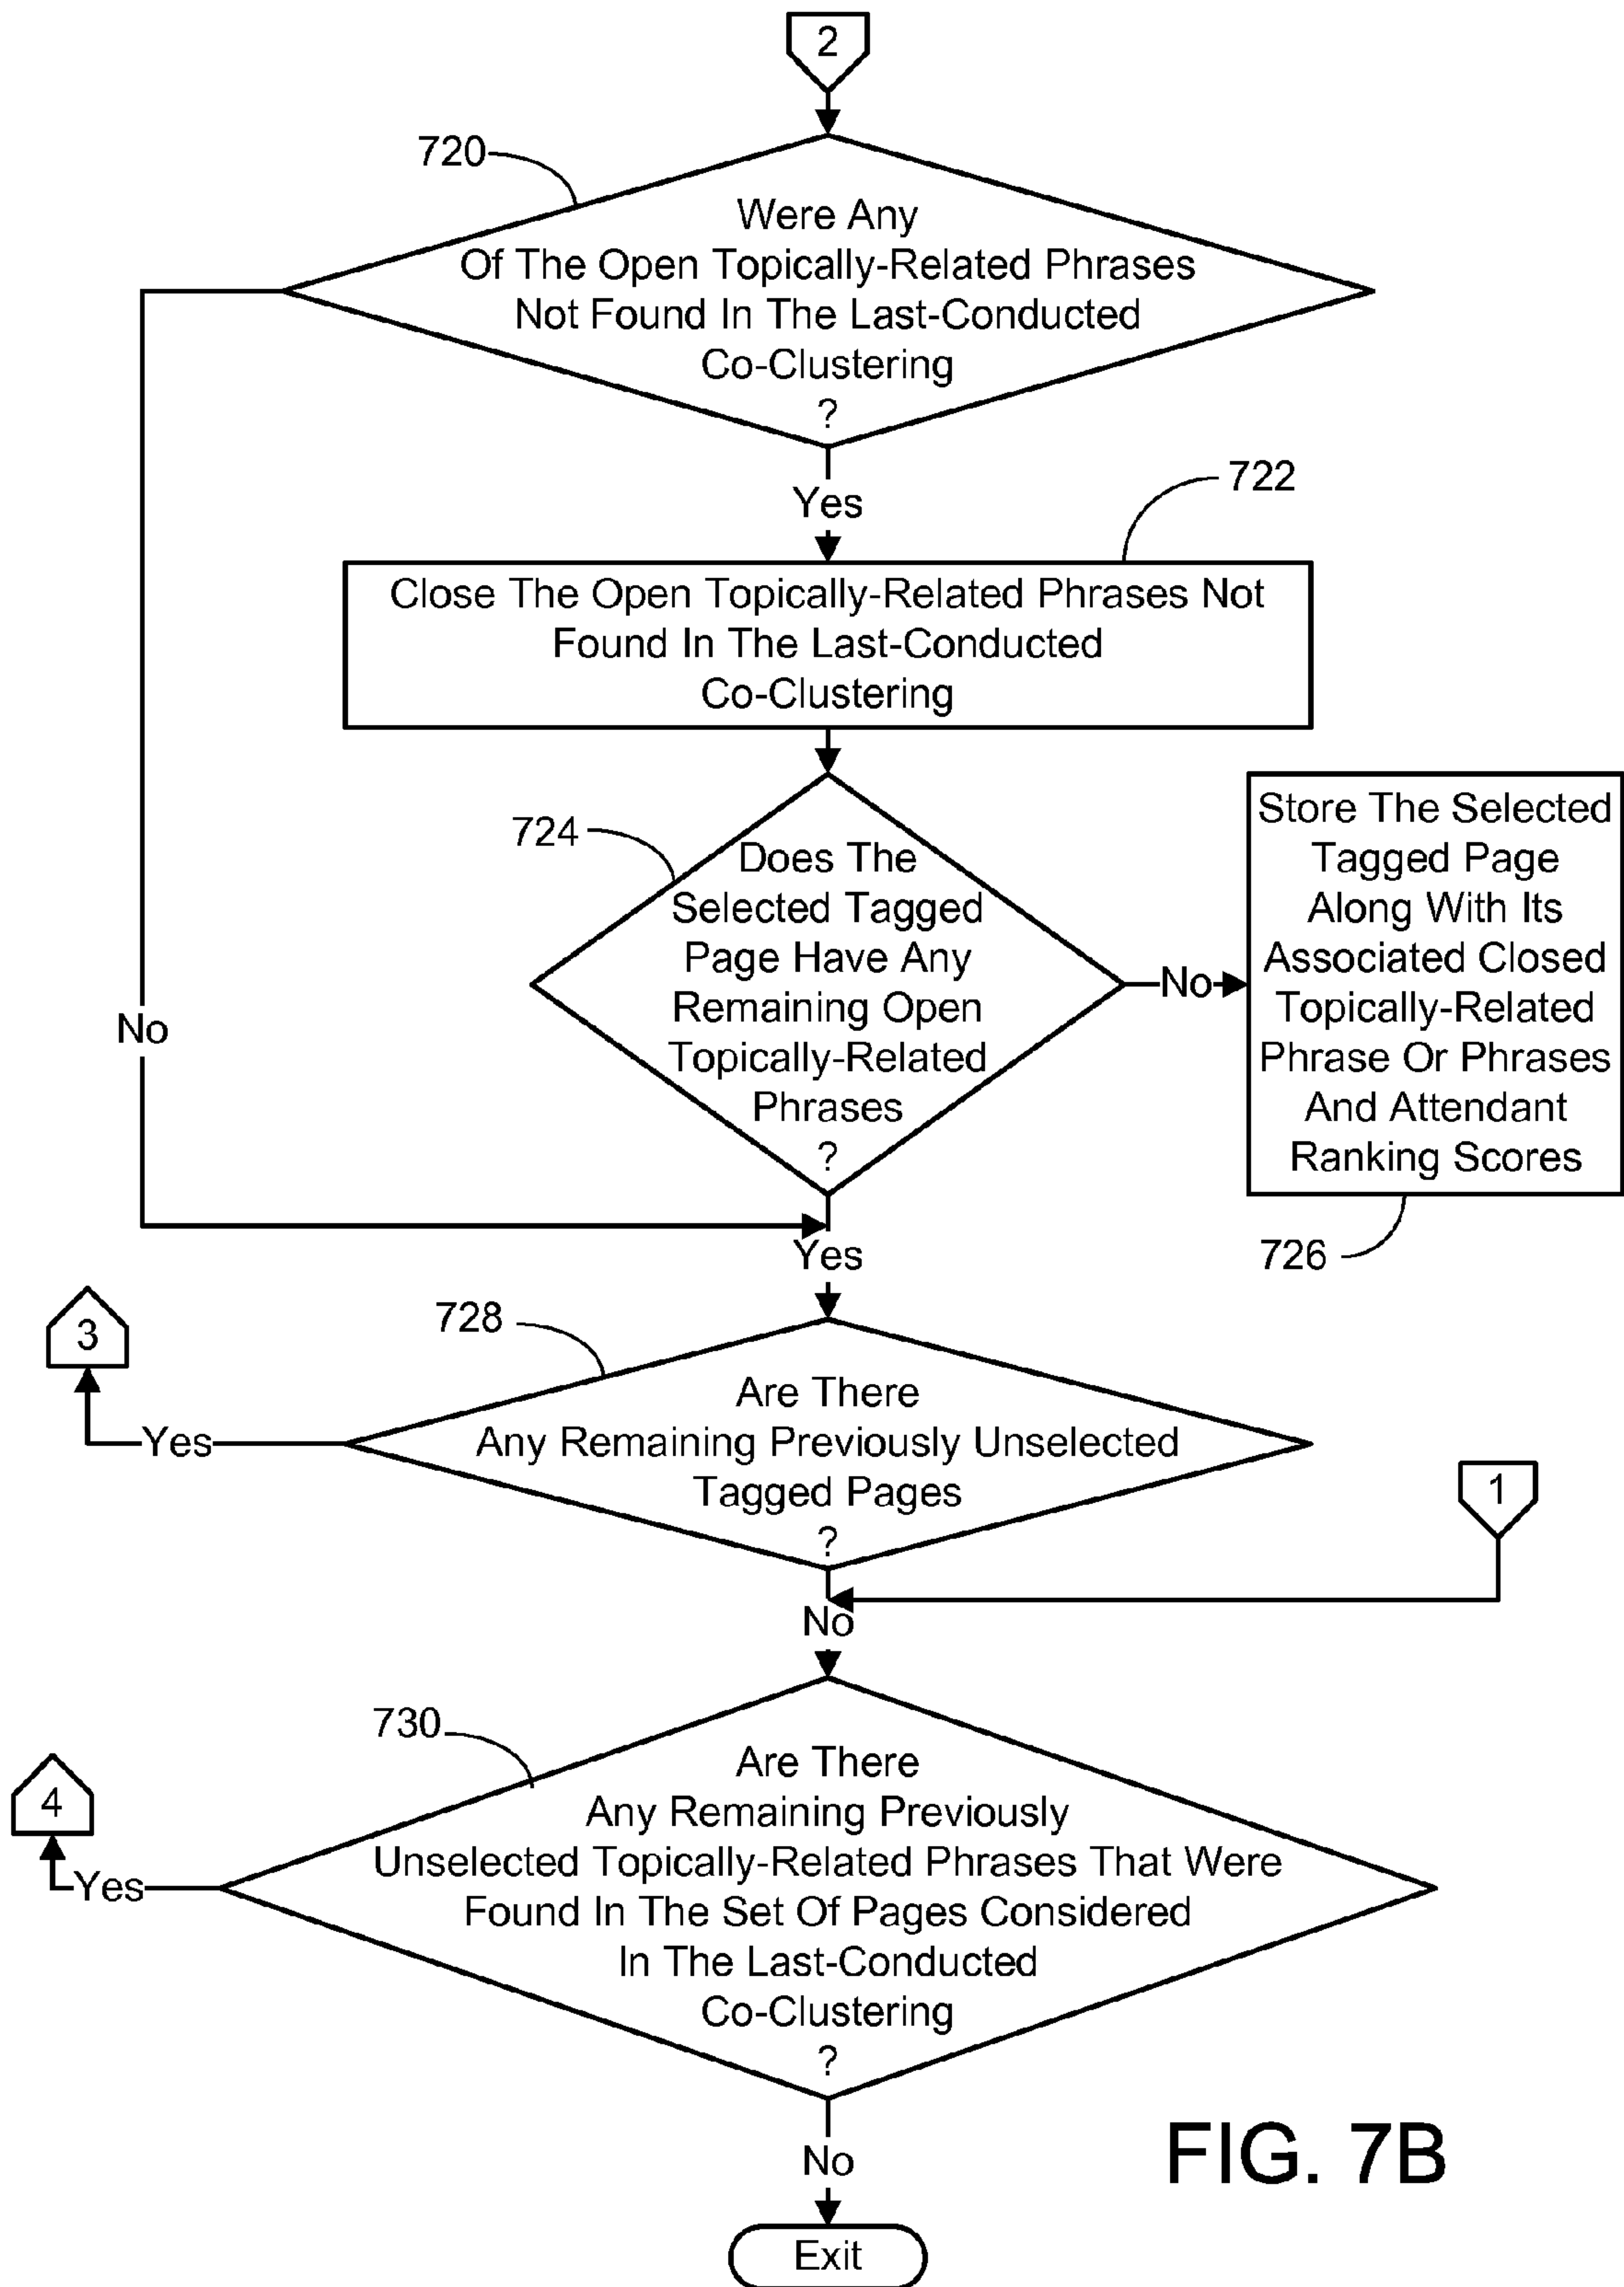 2
720
Were Any
Of The Open Topically-Related Phrases
Not Found In The Last-Conducted
Co-Clustering
?
Yes
722
Close The Open Topically-Related Phrases Not
Found In The Last-Conducted
Co-Clustering
724
Does The
Selected Tagged
Page Have Any
Remaining Open
Topically-Related
Phrases
?
No
Store The Selected
Tagged Page
Along With Its
Associated Closed
Topically-Related
Phrase Or Phrases
And Attendant
Ranking Scores
726
No
Yes
3
728
Are There
Any Remaining Previously Unselected
Tagged Pages
?
Yes
1
No
4
730
Are There
Any Remaining Previously
Unselected Topically-Related Phrases That Were
Found In The Set Of Pages Considered
In The Last-Conducted
Co-Clustering
?
Yes
No
Exit
FIG. 7B